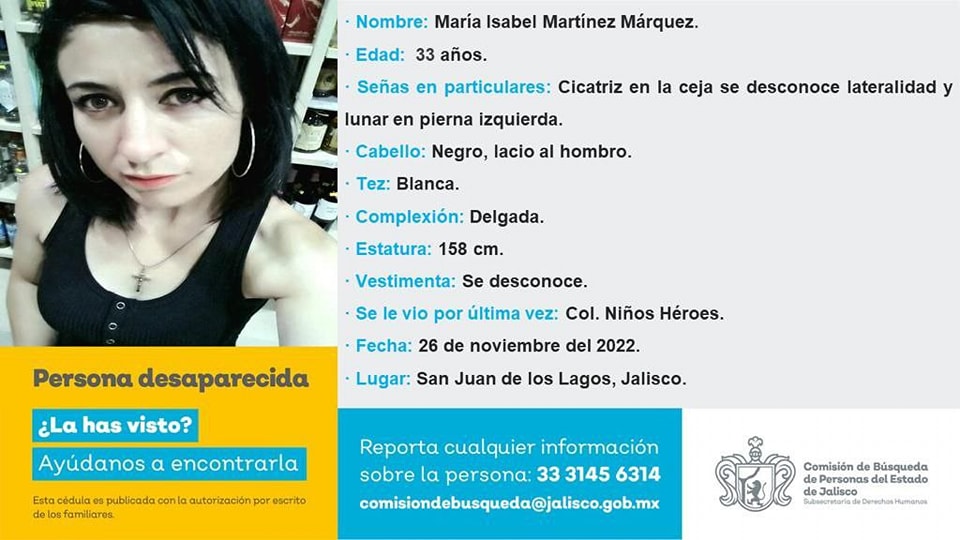 · Nombre: María Isabel Martínez Márquez.
· Edad: 33 años.
· Señas en particulares: Cicatriz en la ceja se desconoce lateralidad y
lunar en pierna izquierda.
· Cabello: Negro, lacio al hombro.
· Tez: Blanca.
· Complexión: Delgada.
· Estatura: 158 cm.
· Vestimenta: Se desconoce.
· Se le vio por última vez: Col. Niños Héroes.
· Fecha: 26 de noviembre del 2022.
· Lugar: San Juan de los Lagos, Jalisco.
Persona desaparecida
¿La has visto?
Ayúdanos a encontrarla
Esta cédula es publicada con la autorización por escrito
de los familiares.
Reporta cualquier información
sobre la persona: 33 3145 6314
comisiondebusqueda@jalisco.gob.mx
Comisión de Búsqueda
de Personas del Estado
de Jalisco
Subsecretaría de Derechos Humanos